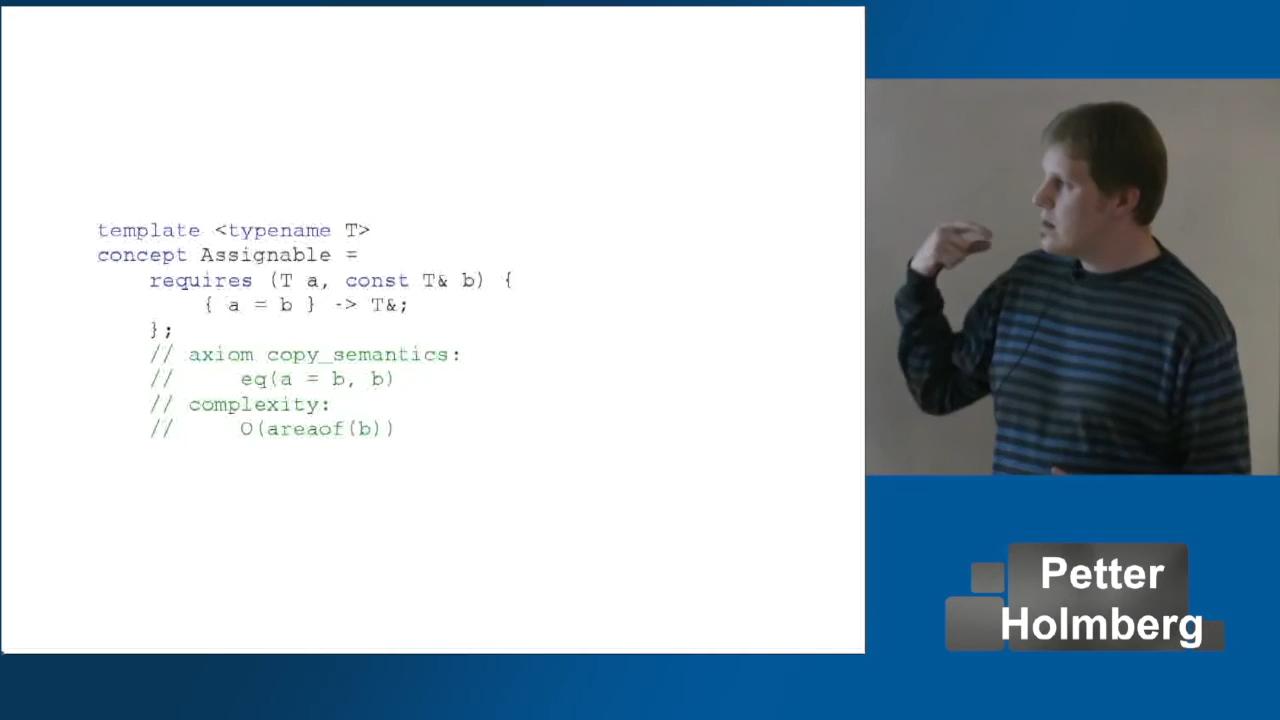 template <typename T>
concept Assignable =
requires (T a, const T& b) {
{ a = b } -> T&;
};
// axiom copy_semantics:
// eq(a = b, b)
// complexity:
// O(areaof(b))
Petter
Holmberg